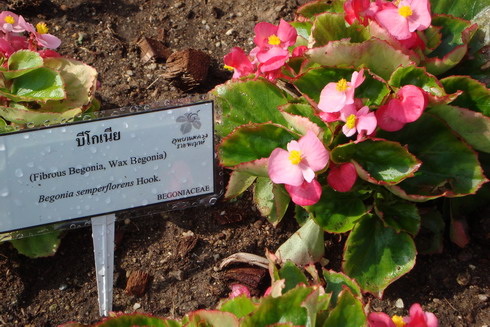 บีโกเนีย
(Fibrous Begonia, Wax Begonia)
Begonia semperflorens Hook.
BEGONIACEAE